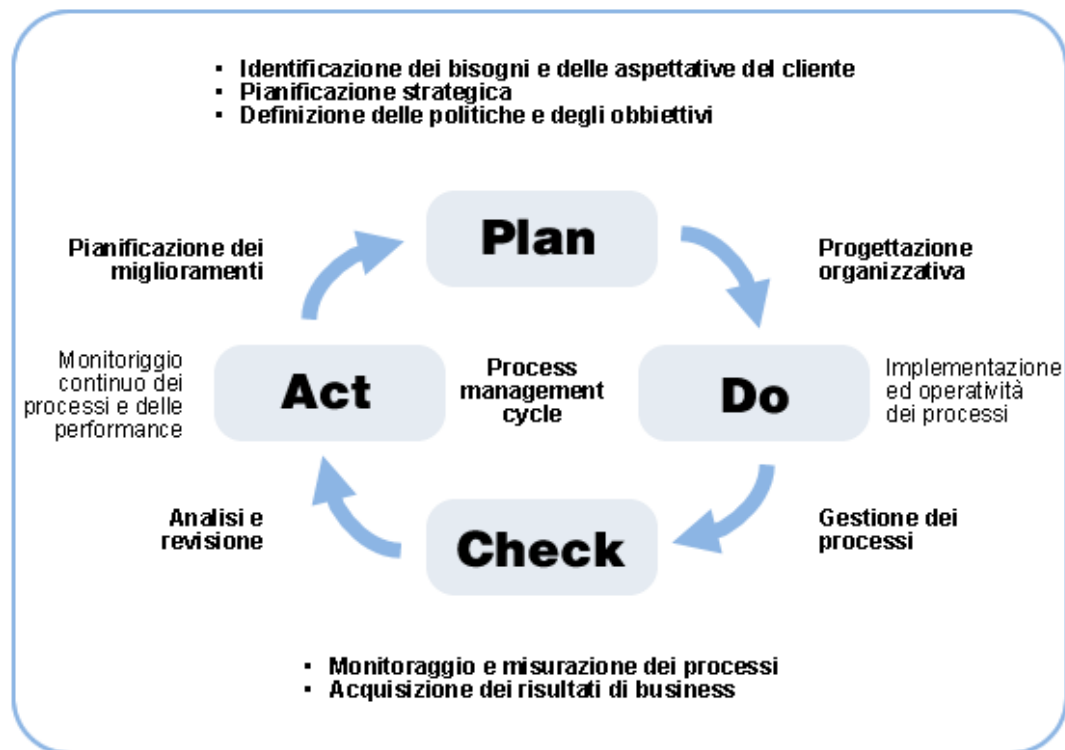 ▪ Identificazione dei bisogni e delle aspettative del cliente
▪ Pianificazione strategica
▪ Definizione delle politiche e degli obbiettivi
Plan
Pianificazione dei
miglioramenti
Progettazione
organizzativa
Monitoriggio
continuo dei
processi e delle
performance
Act
Process
management
cycle
Do
Implementazione
ed operatività
dei processi
Analisi e
revisione
Check
Gestione dei
processi
▪ Monitoraggio e misurazione dei processi
▪ Acquisizione dei risultati di business